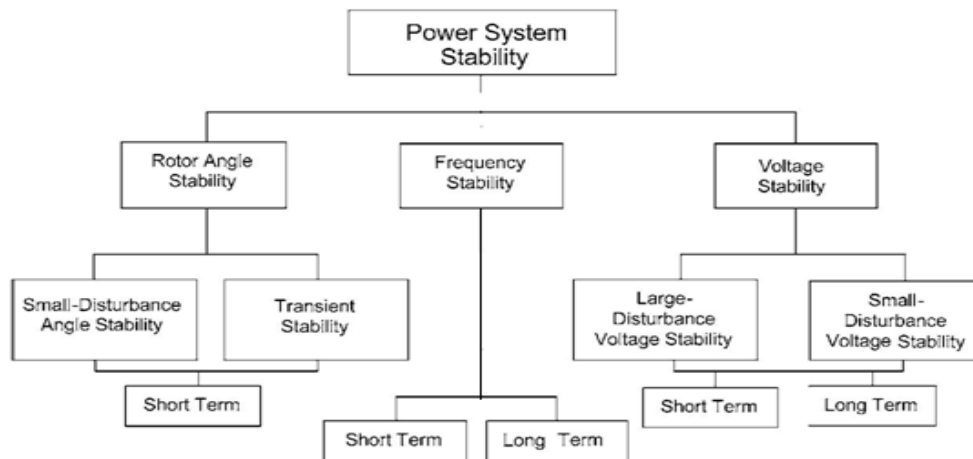 Power System
Stability
Rotor Angle
Stability
Frequency
Stability
Voltage
Stability
Small-Disturbance
Angle Stability
Transient
Stability
Large-
Disturbance
Voltage Stability
Small-
Disturbance
Voltage Stability
Short Term
Short Term
Long Term
Short Term
Long Term